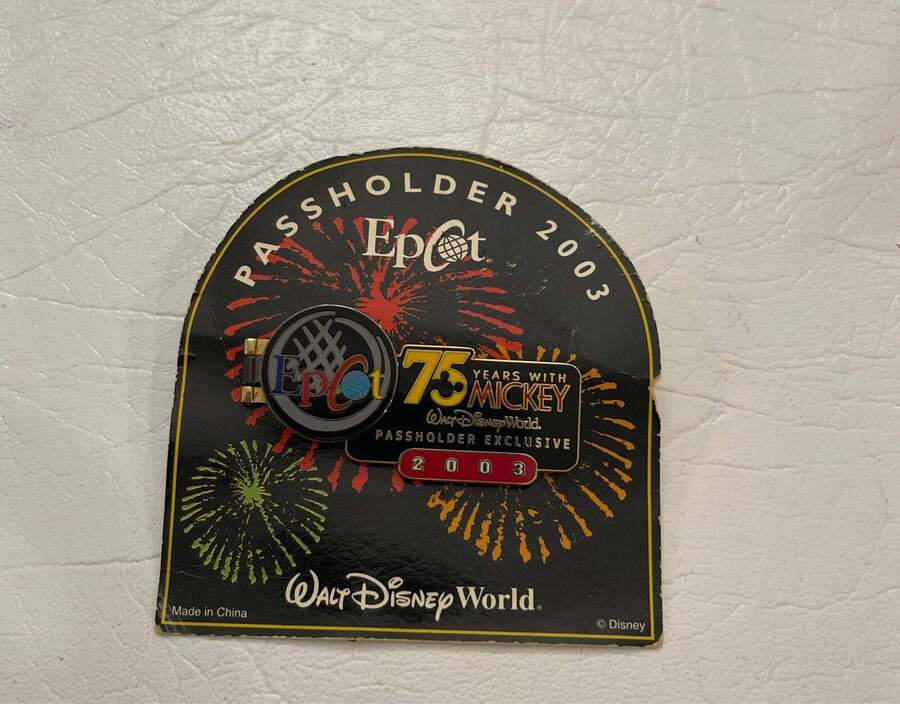 PASSHOLDER 2003
Epcot
Epcot
75 YEARS WITH
MICKEY
Walt Disney World.
PASSHOLDER EXCLUSIVE
2003
Walt Disney World®
Made in China
© Disney